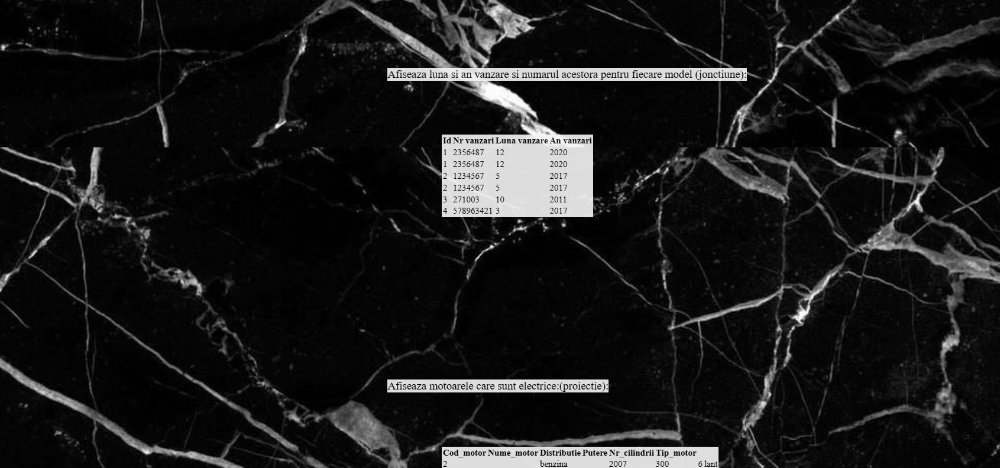 Afiseaza luna si an vanzare si numarul acestora pentru fiecare model (jonctiune):
Id Nr vanzari Luna vanzare An vanzari
1 2356487 12 2020
1 2356487 12 2020
2 1234567 5 2017
2 1234567 5 2017
3 271003 10 2011
4 578963421 3 2017
Afiseaza motoarele care sunt electrice:(proiectie):
Cod_motor Nume_motor Distributie Putere Nr_cilindrii Tip_motor
2 benzina 2007 300 6 lant